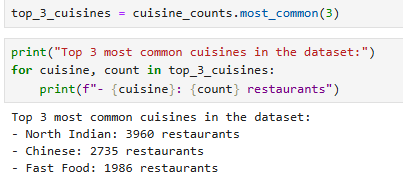 top_3_cuisines = cuisine_counts.most_common(3)
print("Top 3 most common cuisines in the dataset:")
for cuisine, count in top_3_cuisines:
    print(f"- {cuisine}: {count} restaurants")
Top 3 most common cuisines in the dataset:
- North Indian: 3960 restaurants
- Chinese: 2735 restaurants
- Fast Food: 1986 restaurants